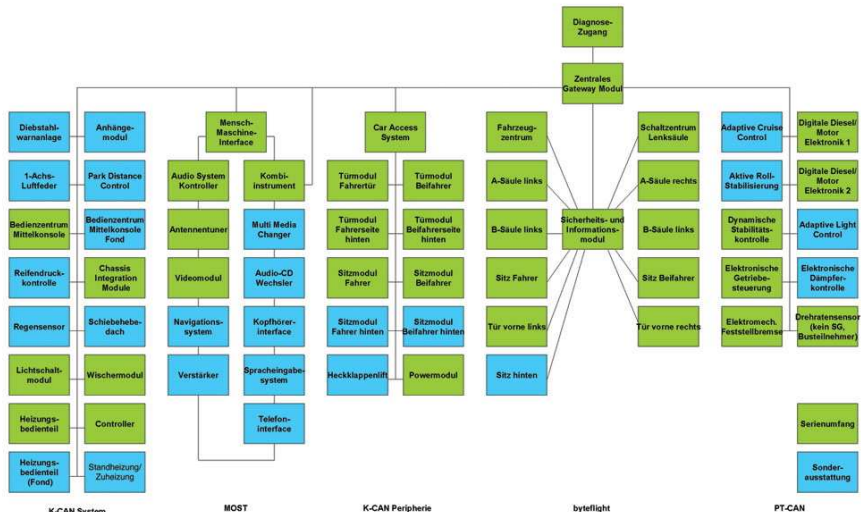 Diagnose-
Zugang
Zentrales
Gateway Modul
Diebstahl-
warnanlage
Anhänge-
modul
1-Achs-
Luftfeder
Park Distance
Control
Bedienzentrum
Mittelkonsole
Bedienzentrum
Mittelkonsole
Fond
Reifendruck-
kontrolle
Chassis
Integration
Module
Regensensor
Schiebehebe-
dach
Lichtschalt-
modul
Wischermodul
Heizungs-
bedienteil
Controller
Heizungs-
bedienteil
(Fond)
Standheizung/
Zuheizung
K-CAN System
Mensch-
Maschine-
Interface
Audio System
Kontroller
Kombi-
instrument
Antennentuner
Multi Media
Changer
Videomodul
Audio-CD
Wechsler
Navigations-
system
Kopfhörer-
interface
Verstärker
Spracheingabe-
system
Telefon-
interface
MOST
Car Access
System
Türmodul
Fahrertür
Türmodul
Beifahrer
Türmodul
Fahrerseite
hinten
Türmodul
Beifahrerseite
hinten
Sitzmodul
Fahrer
Sitzmodul
Beifahrer
Sitzmodul
Fahrer hinten
Sitzmodul
Beifahrer hinten
Heckklappenlift
Powermodul
K-CAN Peripherie
Fahrzeug-
zentrum
Schaltzentrum
Lenksäule
A-Säule links
A-Säule rechts
B-Säule links
Sicherheits- und
Informations-
modul
B-Säule links
Sitz Fahrer
Sitz Beifahrer
Tür vorne links
Tür vorne rechts
Sitz hinten
byteflight
Adaptive Cruise
Control
Digitale Diesel/
Motor
Elektronik 1
Aktive Roll-
Stabilisierung
Digitale Diesel/
Motor
Elektronik 2
Dynamische
Stabilitäts-
kontrolle
Adaptive Light
Control
Elektronische
Getriebe-
steuerung
Elektronische
Dämpfer-
kontrolle
Elektromech.
Feststellbremse
Drehratensensor
(kein SG,
Busteilnehmer)
Serienumfang
Sonder-
ausstattung
PT-CAN